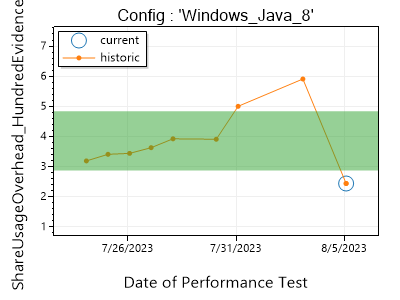 Config : 'Windows_Java_8'
ShareUsageOverhead_HundredEvidence
7
6
5
4
3
2
1
current
historic
7/26/2023
7/31/2023
8/5/2023
Date of Performance Test